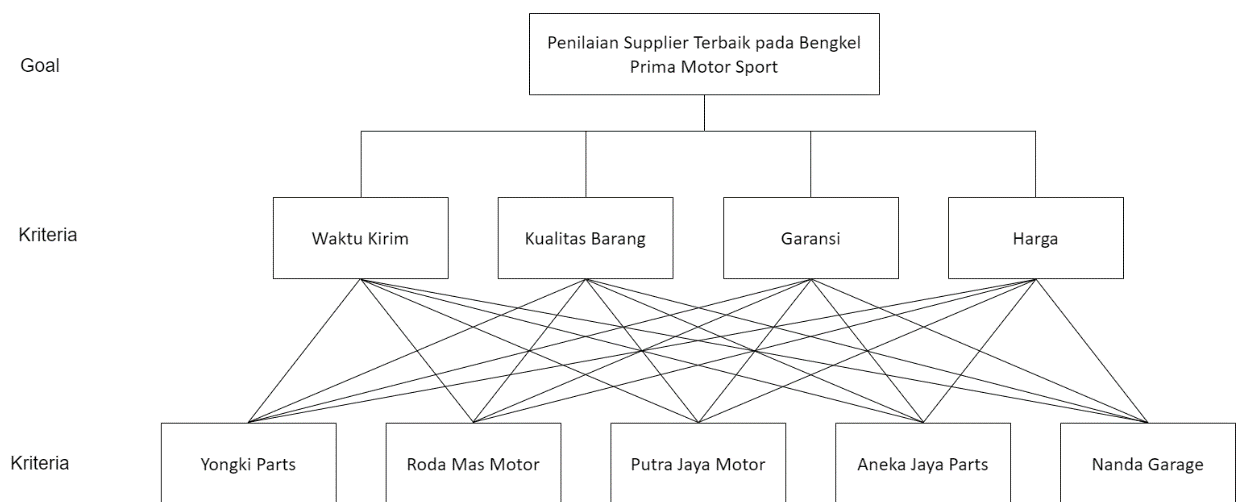 Penilaian Supplier Terbaik pada Bengkel
Prima Motor Sport
Goal
Kriteria
Waktu Kirim
Kualitas Barang
Garansi
Harga
Kriteria
Yongki Parts
Roda Mas Motor
Putra Jaya Motor
Aneka Jaya Parts
Nanda Garage